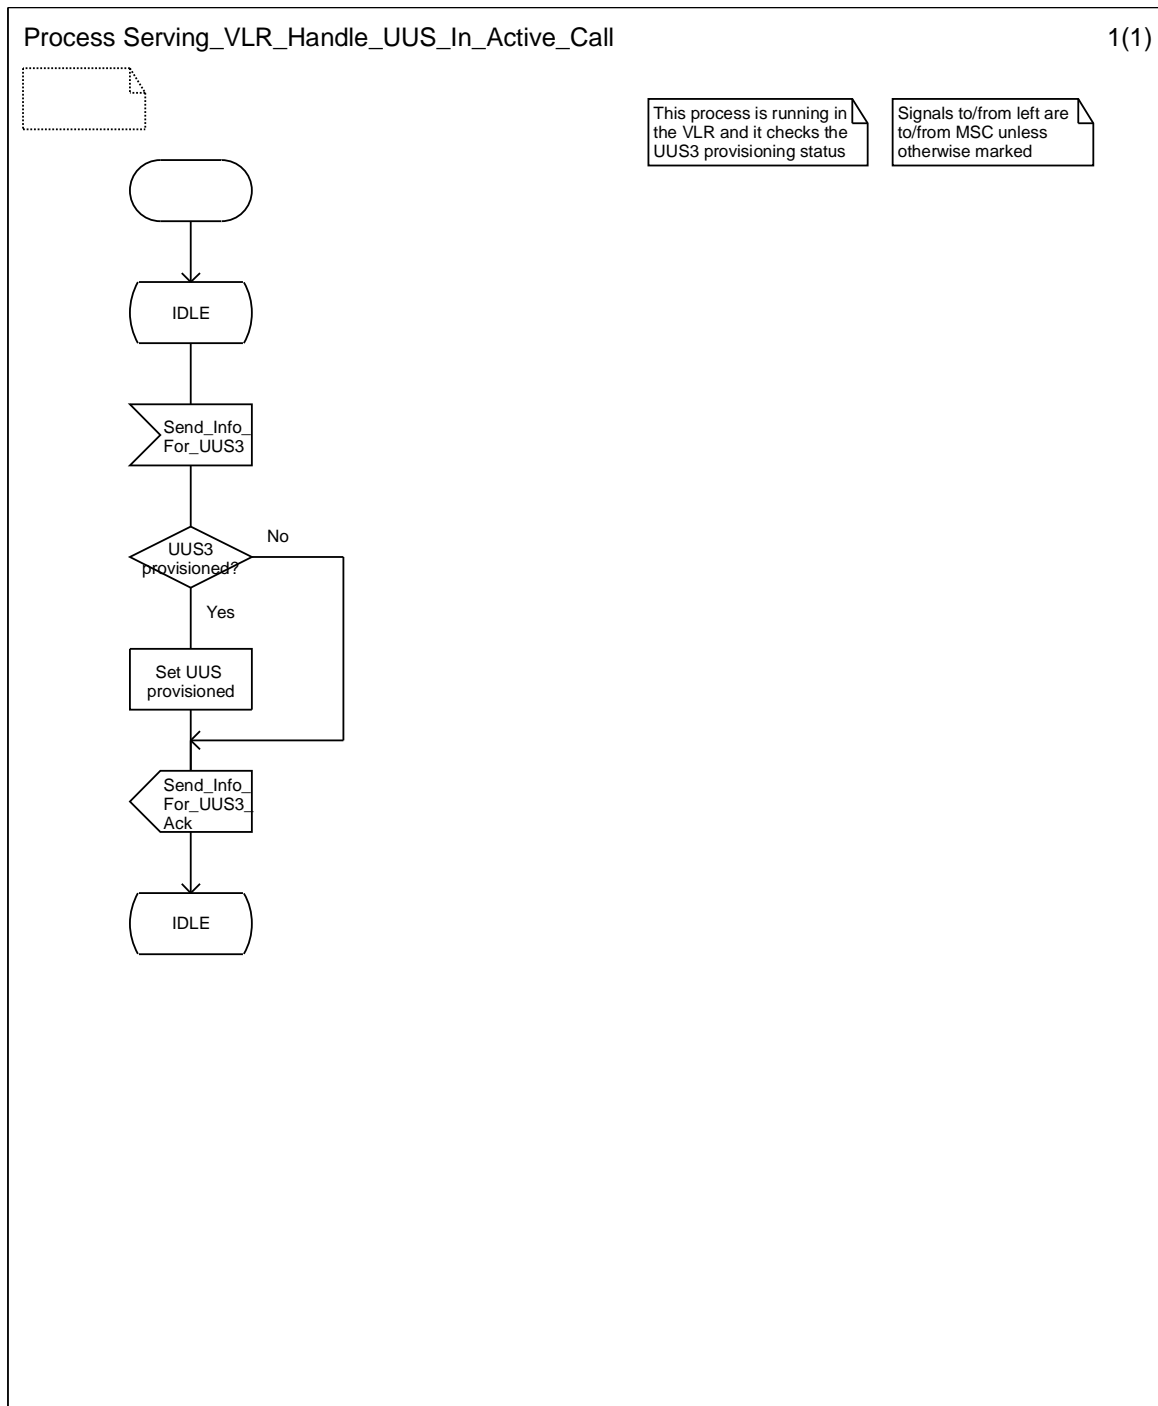 Process Serving_VLR_Handle_UUS_In_Active_Call
1(1)
This process is running in
the VLR and it checks the
UUS3 provisioning status
Signals to/from left are
to/from MSC unless
otherwise marked
IDLE
Send_Info_
For_UUS3
No
UUS3
provisioned?
Yes
Set UUS
provisioned
Send_Info_
For_UUS3_
Ack
IDLE